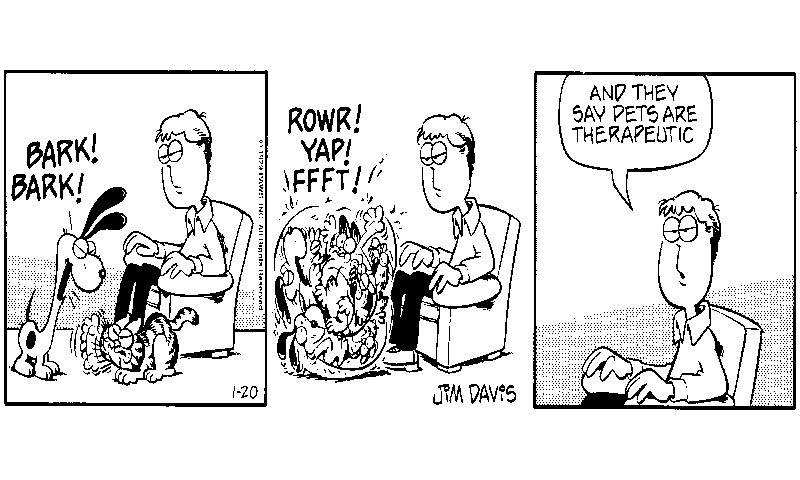 BARK!
BARK!
1-20
ROWR!
YAP!
FFFT!
JIM DAVIS
AND THEY
SAY PETS ARE
THERAPEUTIC